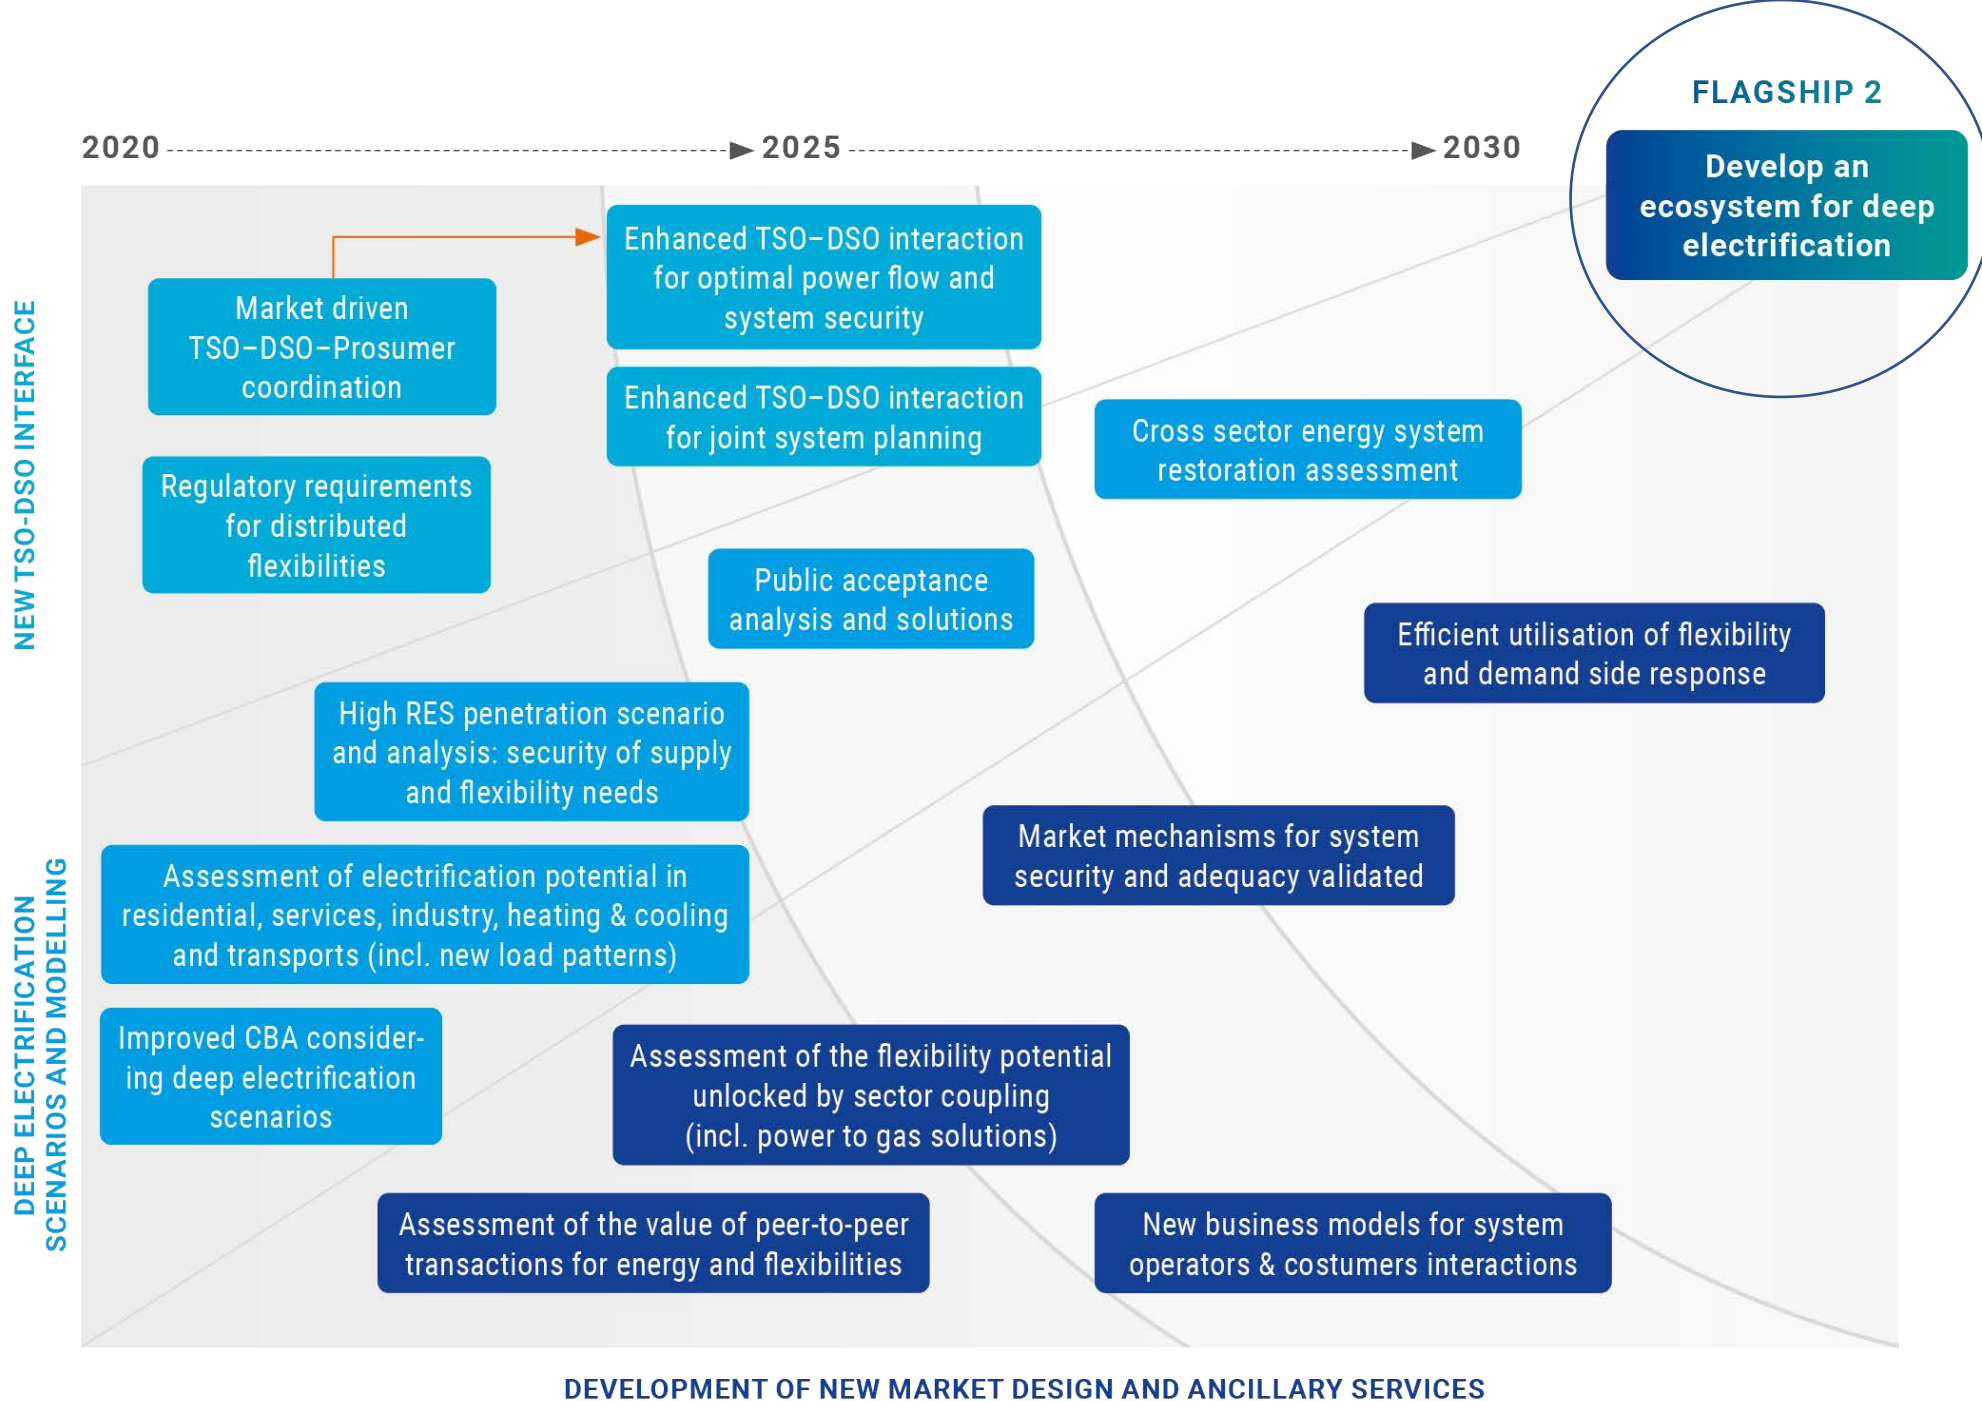 FLAGSHIP 2
Develop an
ecosystem for deep
electrification
2020
2025
2030
NEW TSO-DSO INTERFACE
Market driven
TSO–DSO–Prosumer
coordination
Enhanced TSO–DSO interaction
for optimal power flow and
system security
Enhanced TSO–DSO interaction
for joint system planning
Regulatory requirements
for distributed
flexibilities
Cross sector energy system
restoration assessment
Public acceptance
analysis and solutions
Efficient utilisation of flexibility
and demand side response
High RES penetration scenario
and analysis: security of supply
and flexibility needs
Market mechanisms for system
security and adequacy validated
DEEP ELECTRIFICATION
SCENARIOS AND MODELLING
Assessment of electrification potential in
residential, services, industry, heating & cooling
and transports (incl. new load patterns)
Improved CBA consider-
ing deep electrification
scenarios
Assessment of the flexibility potential
unlocked by sector coupling
(incl. power to gas solutions)
Assessment of the value of peer-to-peer
transactions for energy and flexibilities
New business models for system
operators & costumers interactions
DEVELOPMENT OF NEW MARKET DESIGN AND ANCILLARY SERVICES